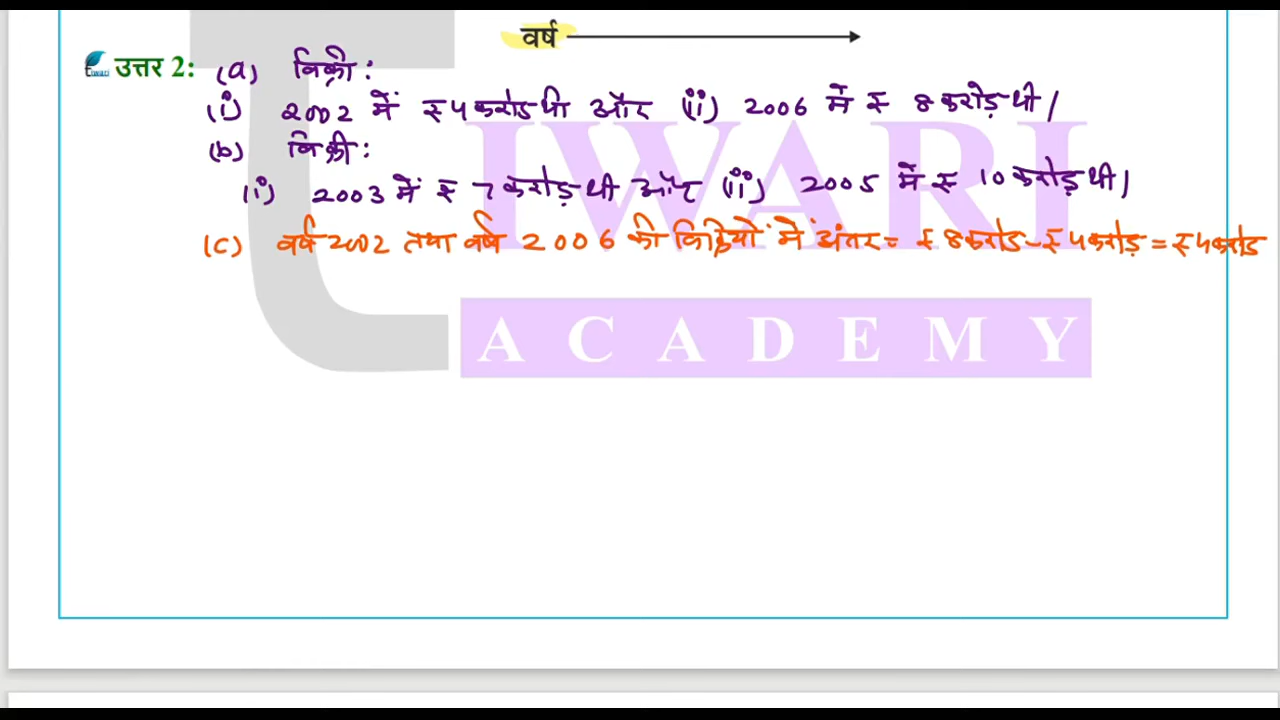 वर्ष
उत्तर 2: (a) बिक्री :
(i) 2002 में ₹ 4 करोड़ थी और (ii) 2006 में ₹ 8 करोड़ थी।
(b) बिक्री :
(i) 2003 में ₹ 7 करोड़ थी और (ii) 2005 में ₹ 10 करोड़ थी।
(c) वर्ष 2002 तथा वर्ष 2006 की बिक्रियों में अंतर = ₹ 8 करोड़ - ₹ 4 करोड़ = ₹ 4 करोड़
IWARI
ACADEMY